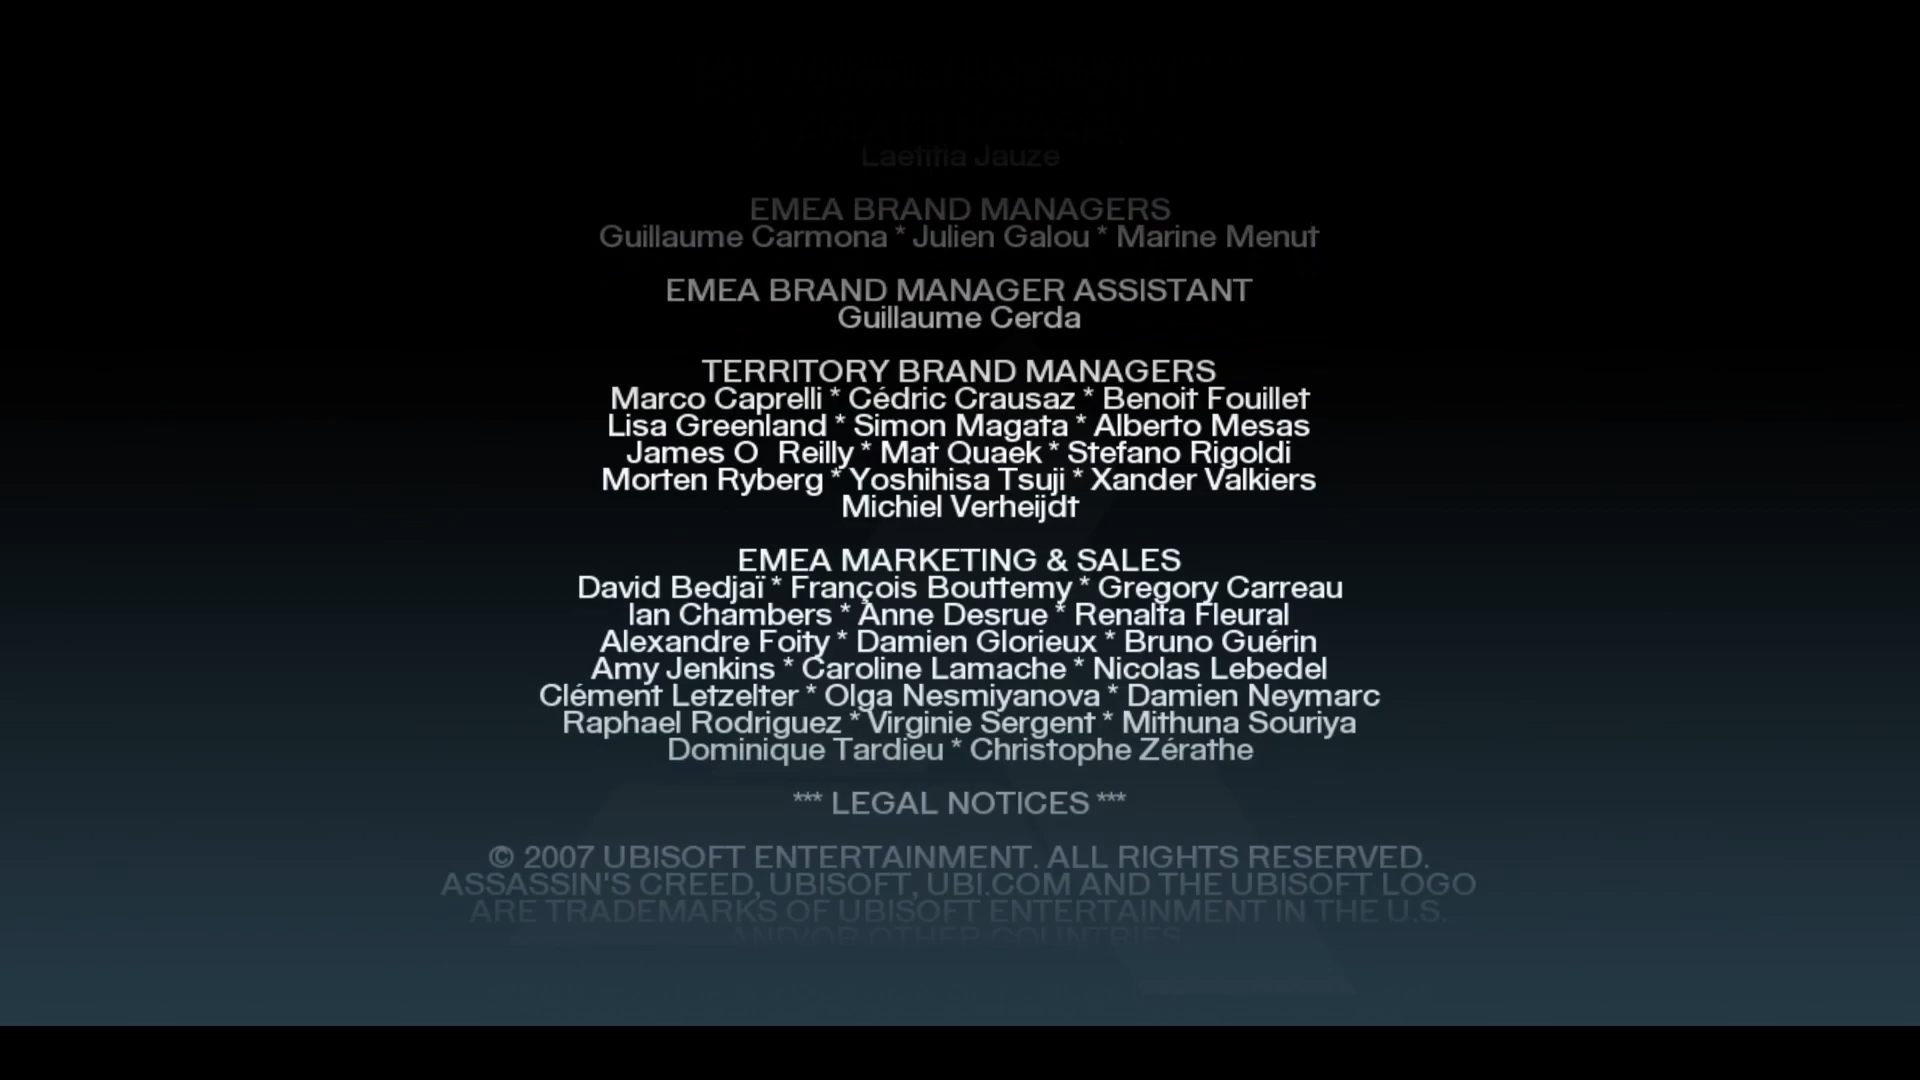 Laetitia Jauze
EMEA BRAND MANAGERS
Guillaume Carmona * Julien Galou * Marine Menut
EMEA BRAND MANAGER ASSISTANT
Guillaume Cerda
TERRITORY BRAND MANAGERS
Marco Caprelli * Cédric Crausaz * Benoit Fouillet
Lisa Greenland * Simon Magata * Alberto Mesas
James O  Reilly * Mat Quaek * Stefano Rigoldi
Morten Ryberg * Yoshihisa Tsuji * Xander Valkiers
Michiel Verheijdt
EMEA MARKETING & SALES
David Bedjaï * François Bouttemy * Gregory Carreau
Ian Chambers * Anne Desrue * Renalta Fleural
Alexandre Foity * Damien Glorieux * Bruno Guérin
Amy Jenkins * Caroline Lamache * Nicolas Lebedel
Clément Letzelter * Olga Nesmiyanova * Damien Neymarc
Raphael Rodriguez * Virginie Sergent * Mithuna Souriya
Dominique Tardieu * Christophe Zérathe
*** LEGAL NOTICES ***
© 2007 UBISOFT ENTERTAINMENT. ALL RIGHTS RESERVED.
ASSASSIN'S CREED, UBISOFT, UBI.COM AND THE UBISOFT LOGO
ARE TRADEMARKS OF UBISOFT ENTERTAINMENT IN THE U.S.
AND/OR OTHER COUNTRIES